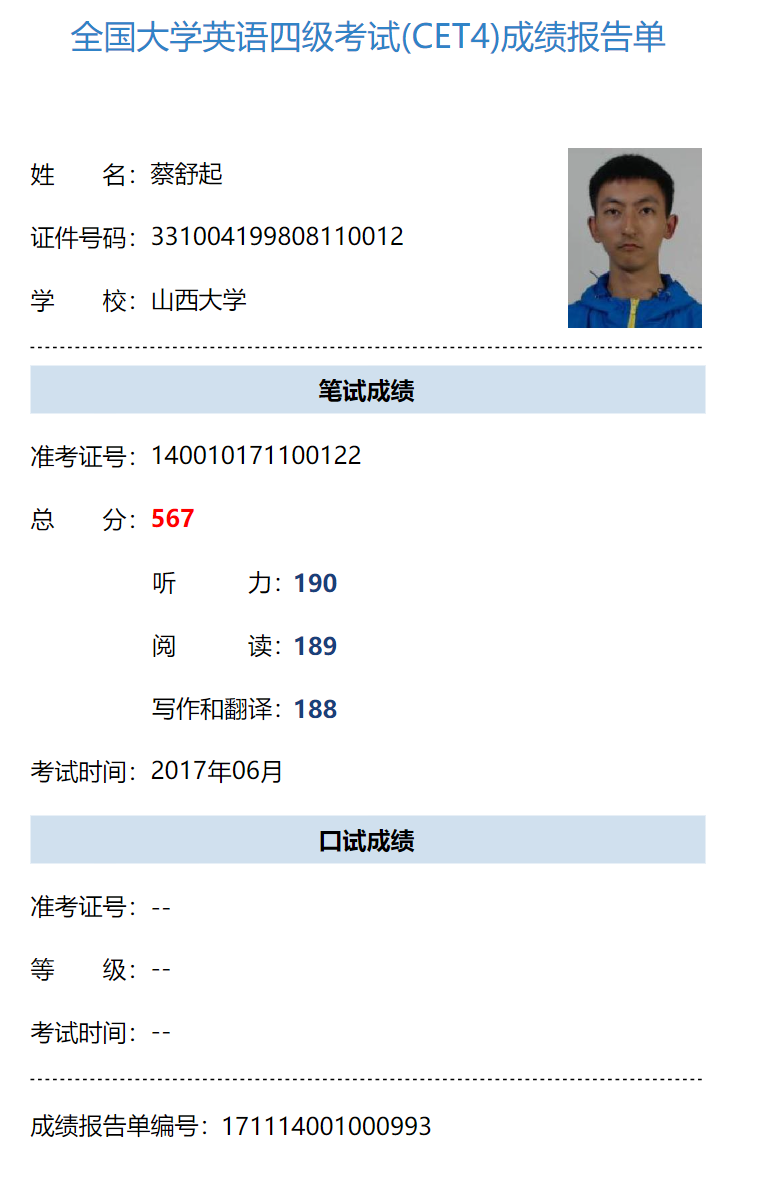 全国大学英语四级考试(CET4)成绩报告单
姓 名：蔡舒起
证件号码：331004199808110012
学 校：山西大学
笔试成绩
准考证号：140010171100122
总 分：567
听 力：190
阅 读：189
写作和翻译：188
考试时间：2017年06月
口试成绩
准考证号：--
等 级：--
考试时间：--
成绩报告单编号：171114001000993